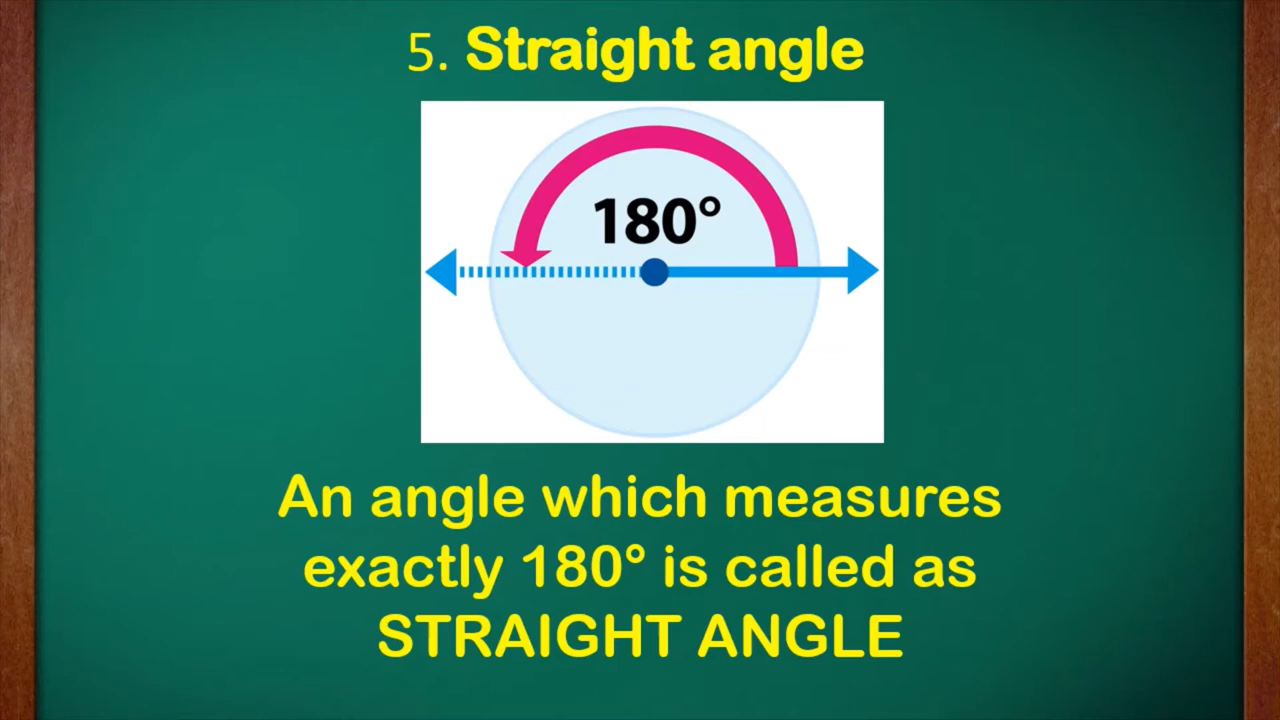 5. Straight angle
180°
An angle which measures
exactly 180° is called as
STRAIGHT ANGLE